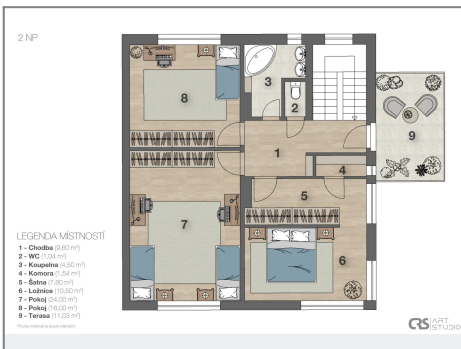 2 NP
8
3
2
1
9
4
5
7
6
LEGENDA MÍSTNOSTÍ
1 - Chodba (9,60 m²)
2 - WC (1,04 m²)
3 - Koupelna (4,50 m²)
4 - Komora (1,54 m²)
5 - Šatna (7,80 m²)
6 - Ložnice (10,50 m²)
7 - Pokoj (24,00 m²)
8 - Pokoj (16,00 m²)
9 - Terasa (11,03 m²)
CRS ART
STUDIO